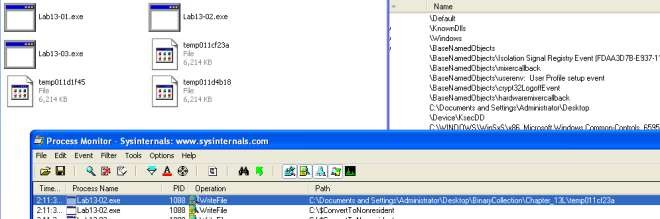 Lab13-01.exe
Lab13-02.exe
Lab13-03.exe
temp011cf23a
File
6,214 KB
temp011d1f45
File
6,214 KB
temp011d4b18
File
6,214 KB
Name
\Default
\KnownDlls
\Windows
\BaseNamedObjects
\BaseNamedObjects\Isolation Signal Registry Event (FDAA3D7B-E937-11
\BaseNamedObjects\mixercallback
\BaseNamedObjects\userenv: User Profile setup event
\BaseNamedObjects\crypt32LogoffEvent
\BaseNamedObjects\hardwaremixercallback
C:\Documents and Settings\Administrator\Desktop
\Device\KsecDD
C:\WINDOWS\WinSxS\x86_Microsoft.Windows.Common-Controls_6595
Process Monitor - Sysinternals: www.sysinternals.com
File Edit Event Filter Tools Options Help
Time... Process Name PID Operation Path
2:11:3... Lab13-02.exe 1088 WriteFile C:\Documents and Settings\Administrator\Desktop\BinaryCollection\Chapter_13L\temp011cf23a
2:11:3... Lab13-02.exe 1088 WriteFile C:\$ConvertToNonresident